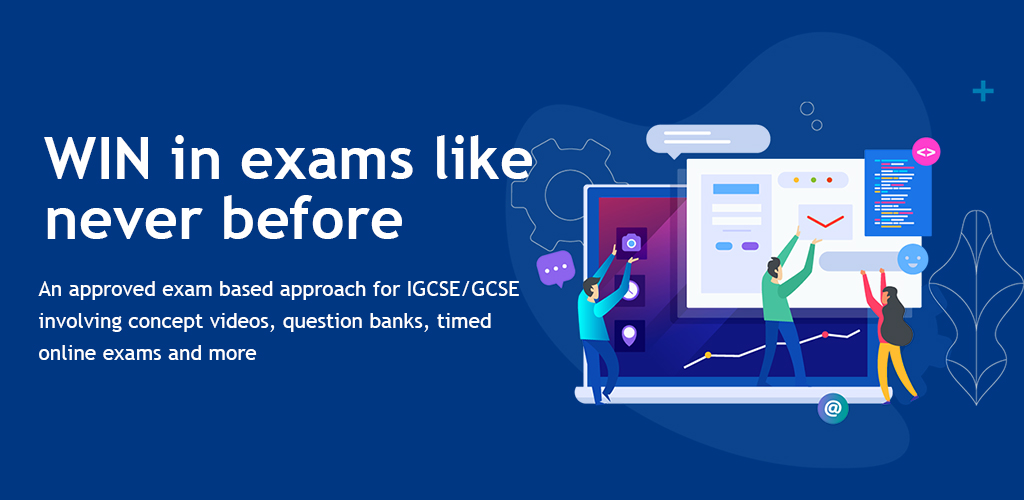 WIN in exams like
never before
An approved exam based approach for IGCSE/GCSE
involving concept videos, question banks, timed
online exams and more
<>
@